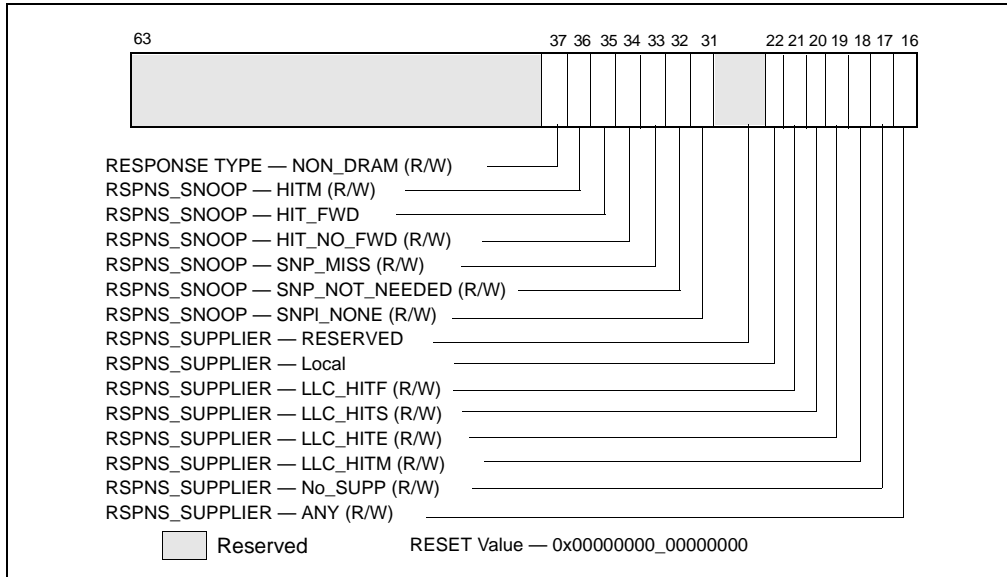 63 37 36 35 34 33 32 31 22 21 20 19 18 17 16
RESPONSE TYPE — NON_DRAM (R/W)
RSPNS_SNOOP — HITM (R/W)
RSPNS_SNOOP — HIT_FWD
RSPNS_SNOOP — HIT_NO_FWD (R/W)
RSPNS_SNOOP — SNP_MISS (R/W)
RSPNS_SNOOP — SNP_NOT_NEEDED (R/W)
RSPNS_SNOOP — SNPI_NONE (R/W)
RSPNS_SUPPLIER — RESERVED
RSPNS_SUPPLIER — Local
RSPNS_SUPPLIER — LLC_HITF (R/W)
RSPNS_SUPPLIER — LLC_HITS (R/W)
RSPNS_SUPPLIER — LLC_HITE (R/W)
RSPNS_SUPPLIER — LLC_HITM (R/W)
RSPNS_SUPPLIER — No_SUPP (R/W)
RSPNS_SUPPLIER — ANY (R/W)
Reserved RESET Value — 0x00000000_00000000